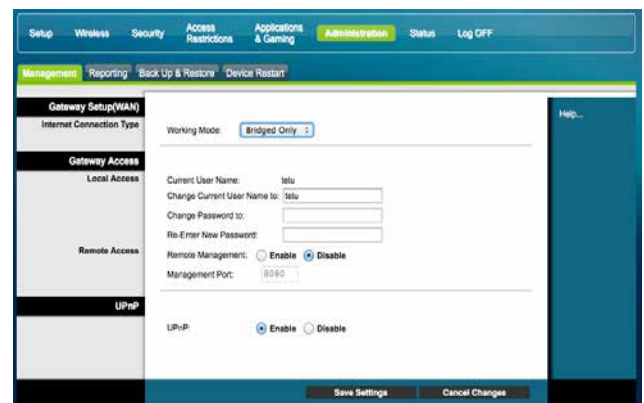 Setup Wireless Security Access Restrictions Applications & Gaming Administration Status Log OFF
Management Reporting Back Up & Restore Device Restart
Gateway Setup(WAN)
Internet Connection Type
Working Mode: Bridged Only
Help...
Gateway Access
Local Access
Current User Name: tetu
Change Current User Name to: tetu
Change Password to:
Re-Enter New Password:
Remote Access
Remote Management: Enable Disable
Management Port: 8080
UPnP
UPnP: Enable Disable
Save Settings Cancel Changes